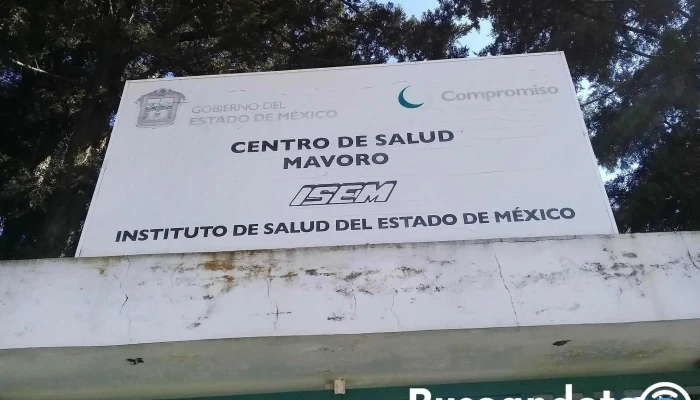 GOBIERNO DEL
ESTADO DE MÉXICO
Compromiso
CENTRO DE SALUD
MAVORO
ISEM
INSTITUTO DE SALUD DEL ESTADO DE MÉXICO